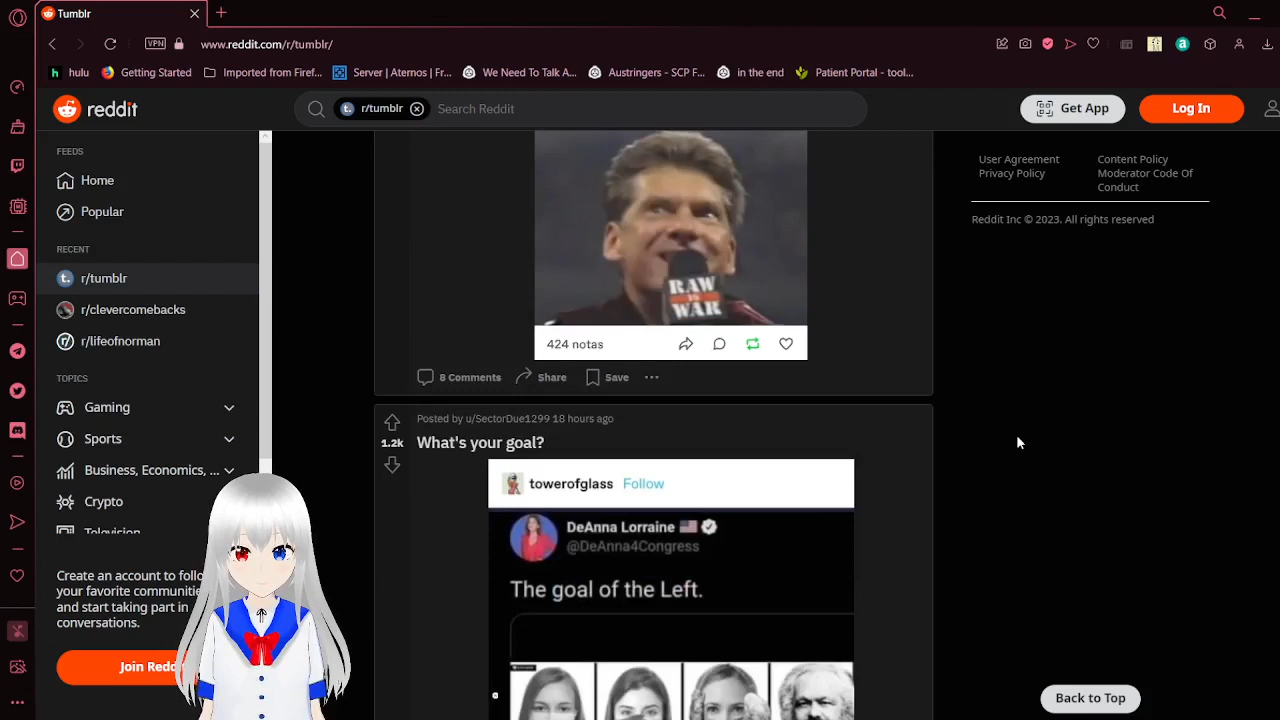 Tumblr
VPN
www.reddit.com/r/tumblr/
hulu
Getting Started
Imported from Firef...
Server | Aternos | Fr...
We Need To Talk A...
Austringers - SCP F...
in the end
Patient Portal - tool...
reddit
r/tumblr
Search Reddit
Get App
Log In
FEEDS
Home
Popular
RECENT
r/tumblr
r/clevercomebacks
r/lifeofnorman
TOPICS
Gaming
Sports
Business, Economics, ...
Crypto
Television
Create an account to follo
your favorite communitie
and start taking part in
conversations.
Join Reddi
RAW
IS
WAR
424 notas
8 Comments
Share
Save
Posted by u/SectorDue1299 18 hours ago
1.2k
What's your goal?
towerofglass
Follow
DeAnna Lorraine
@DeAnna4Congress
The goal of the Left.
User Agreement
Privacy Policy
Content Policy
Moderator Code Of
Conduct
Reddit Inc © 2023. All rights reserved
Back to Top